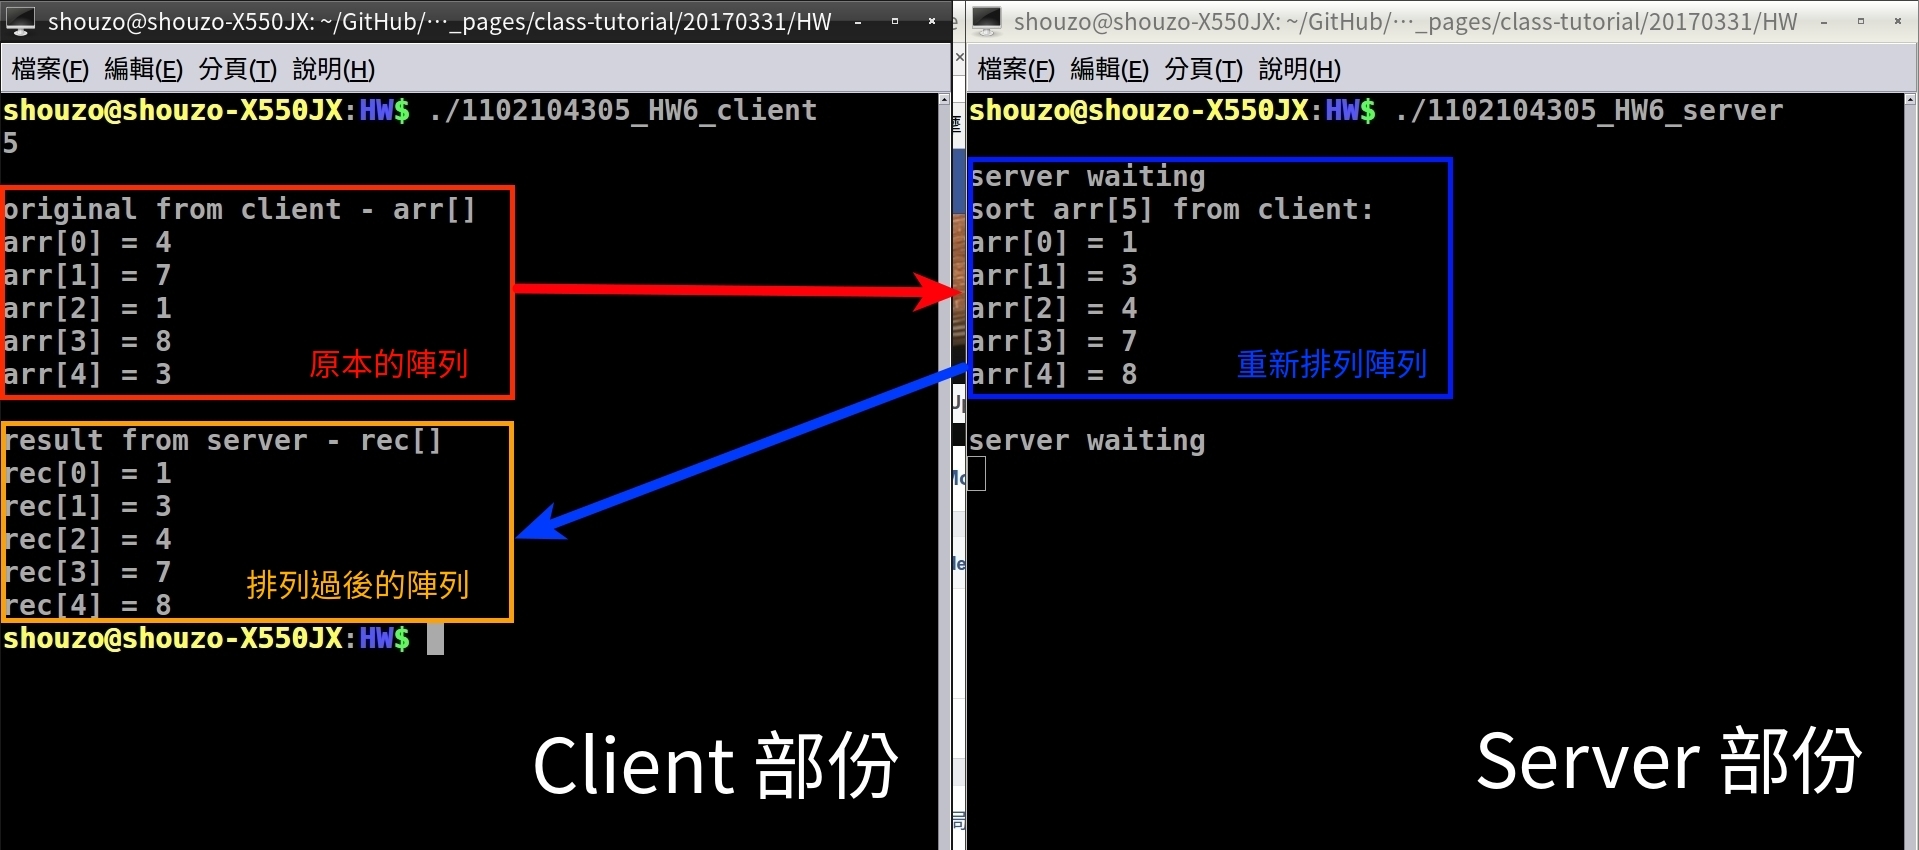 shouzo@shouzo-X550JX: ~/GitHub/···_pages/class-tutorial/20170331/HW
檔案(F) 編輯(E) 分頁(T) 說明(H)
shouzo@shouzo-X550JX:HW$ ./1102104305_HW6_client
5
original from client - arr[]
arr[0] = 4
arr[1] = 7
arr[2] = 1
arr[3] = 8
arr[4] = 3
原本的陣列
result from server - rec[]
rec[0] = 1
rec[1] = 3
rec[2] = 4
rec[3] = 7
rec[4] = 8
排列過後的陣列
shouzo@shouzo-X550JX:HW$
Client 部份
shouzo@shouzo-X550JX: ~/GitHub/···_pages/class-tutorial/20170331/HW
檔案(F) 編輯(E) 分頁(T) 說明(H)
shouzo@shouzo-X550JX:HW$ ./1102104305_HW6_server
server waiting
sort arr[5] from client:
arr[0] = 1
arr[1] = 3
arr[2] = 4
arr[3] = 7
arr[4] = 8
重新排列陣列
server waiting
Server 部份